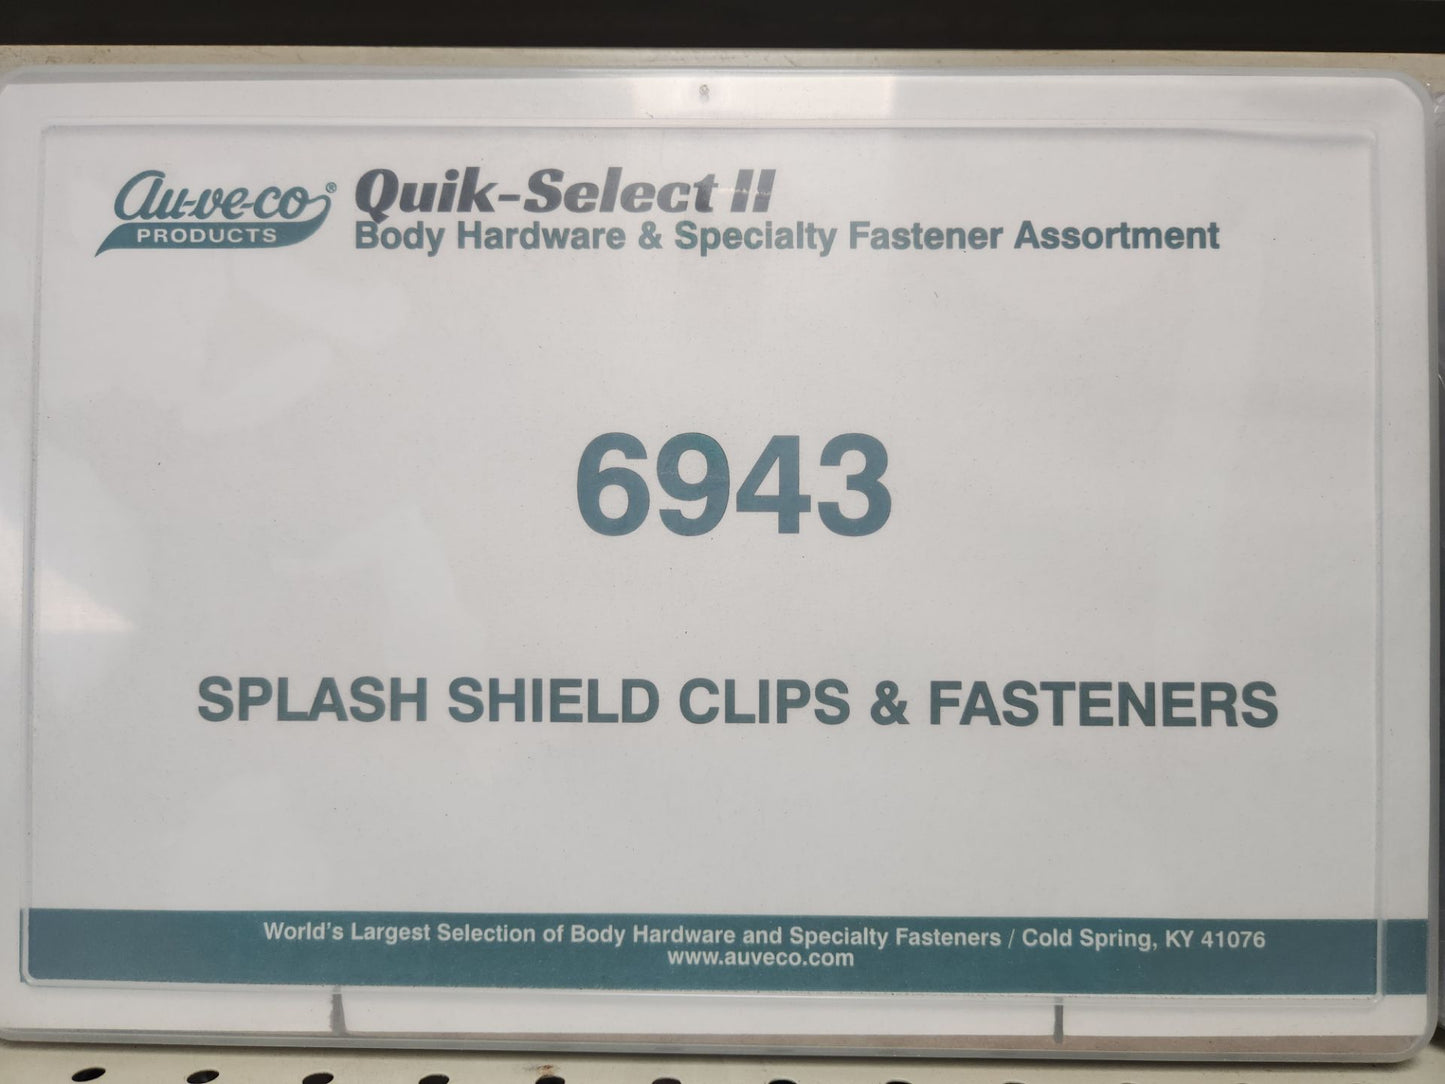 Au-ve-co®
PRODUCTS
Quik-Select II
Body Hardware & Specialty Fastener Assortment
6943
SPLASH SHIELD CLIPS & FASTENERS
World's Largest Selection of Body Hardware and Specialty Fasteners / Cold Spring, KY 41076
www.auveco.com